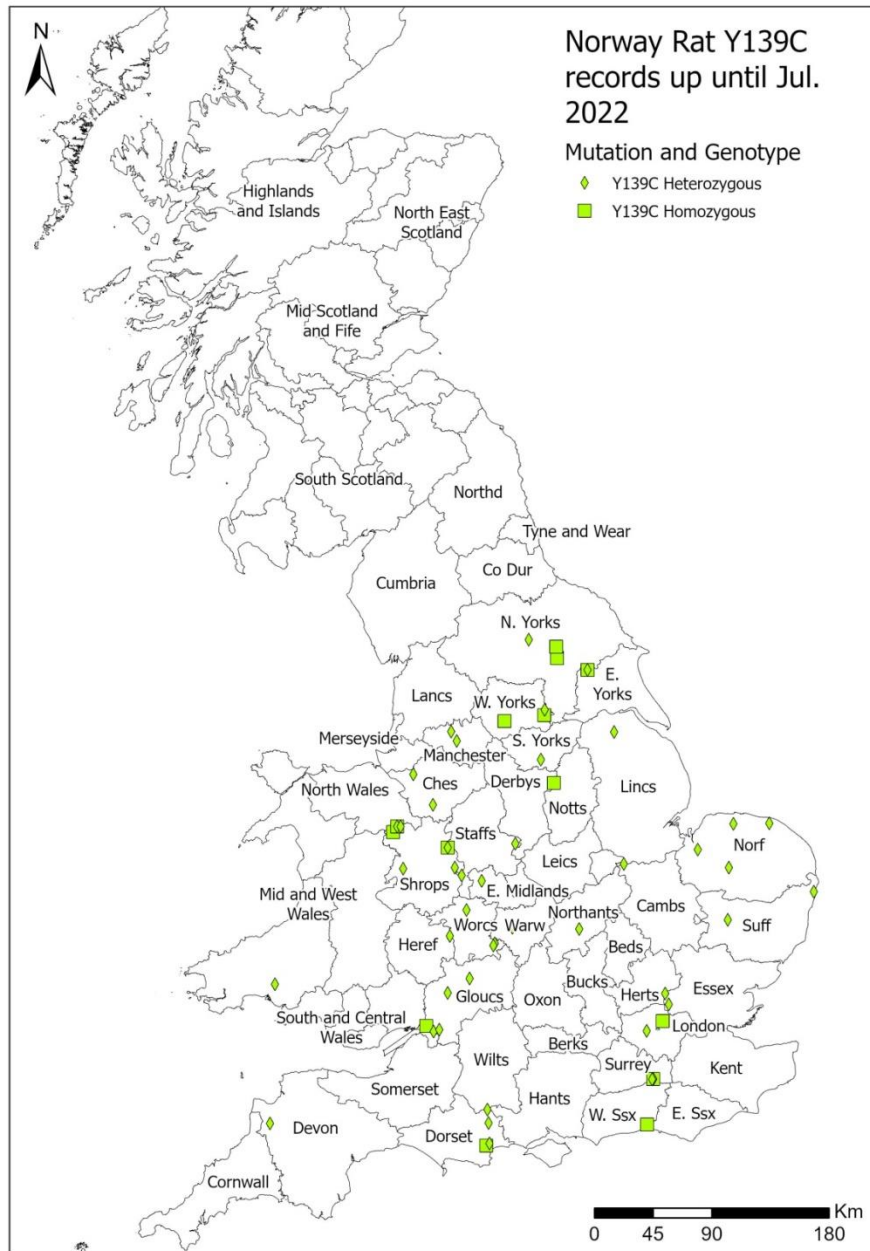 N
Norway Rat Y139C
records up until Jul.
2022
Mutation and Genotype
Y139C Heterozygous
Y139C Homozygous
Highlands
and Islands
North East
Scotland
Mid Scotland
and Fife
South Scotland
Northd
Tyne and Wear
Co Dur
Cumbria
N. Yorks
E.
Yorks
Lancs
W. Yorks
Merseyside
Manchester
S. Yorks
Ches
Derbys
Notts
Lincs
North Wales
Staffs
Norf
Leics
Shrops
E. Midlands
Mid and West
Wales
Cambs
Suff
Worcs
Warw
Northants
Heref
Beds
Bucks
Gloucs
Oxon
Herts
Essex
South and Central
Wales
London
Berks
Wilts
Surrey
Kent
Somerset
Hants
W. Ssx
E. Ssx
Devon
Dorset
Cornwall
Km
0 45 90 180